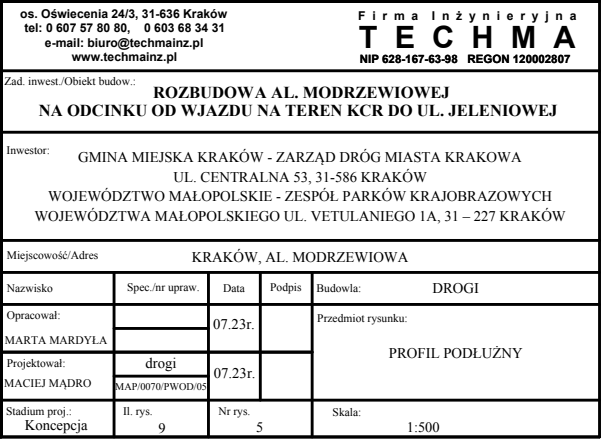 os. Oświecenia 24/3, 31-636 Kraków
tel: 0 607 57 80 80, 0 603 68 34 31
e-mail: biuro@techmainz.pl
www.techmainz.pl
Firma Inżynieryjna
TECHMA
NIP 628-167-63-98 REGON 120002807
Zad. inwest./Obiekt budow.:
ROZBUDOWA AL. MODRZEWIOWEJ
NA ODCINKU OD WJAZDU NA TEREN KCR DO UL. JELENIOWEJ
Inwestor:
GMINA MIEJSKA KRAKÓW - ZARZĄD DRÓG MIASTA KRAKOWA
UL. CENTRALNA 53, 31-586 KRAKÓW
WOJEWÓDZTWO MAŁOPOLSKIE - ZESPÓŁ PARKÓW KRAJOBRAZOWYCH
WOJEWÓDZTWA MAŁOPOLSKIEGO UL. VETULANIEGO 1A, 31 – 227 KRAKÓW
Miejscowość/Adres KRAKÓW, AL. MODRZEWIOWA
Nazwisko Spec./nr upraw. Data Podpis Budowla: DROGI
Opracował: 07.23r.
MARTA MARDYŁA
Przedmiot rysunku:
PROFIL PODŁUŻNY
Projektował: drogi 07.23r.
MACIEJ MĄDRO MAP/0070/PWOD/05
Stadium proj.: Il. rys. Nr rys. Skala:
Koncepcja 9 5 1:500